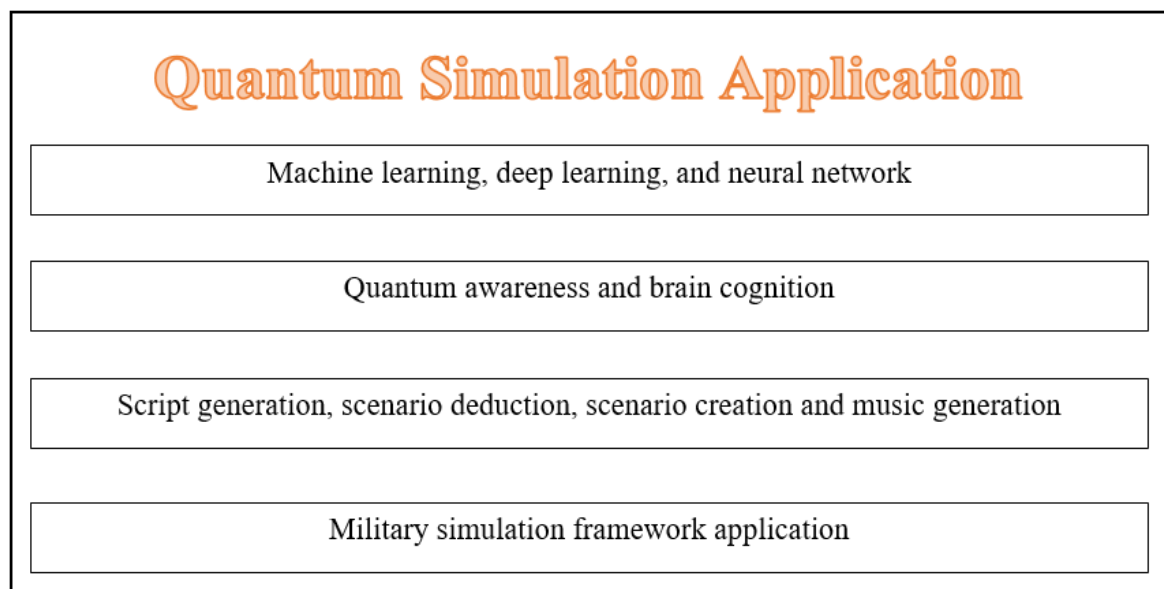 Quantum Simulation Application
Machine learning, deep learning, and neural network
Quantum awareness and brain cognition
Script generation, scenario deduction, scenario creation and music generation
Military simulation framework application